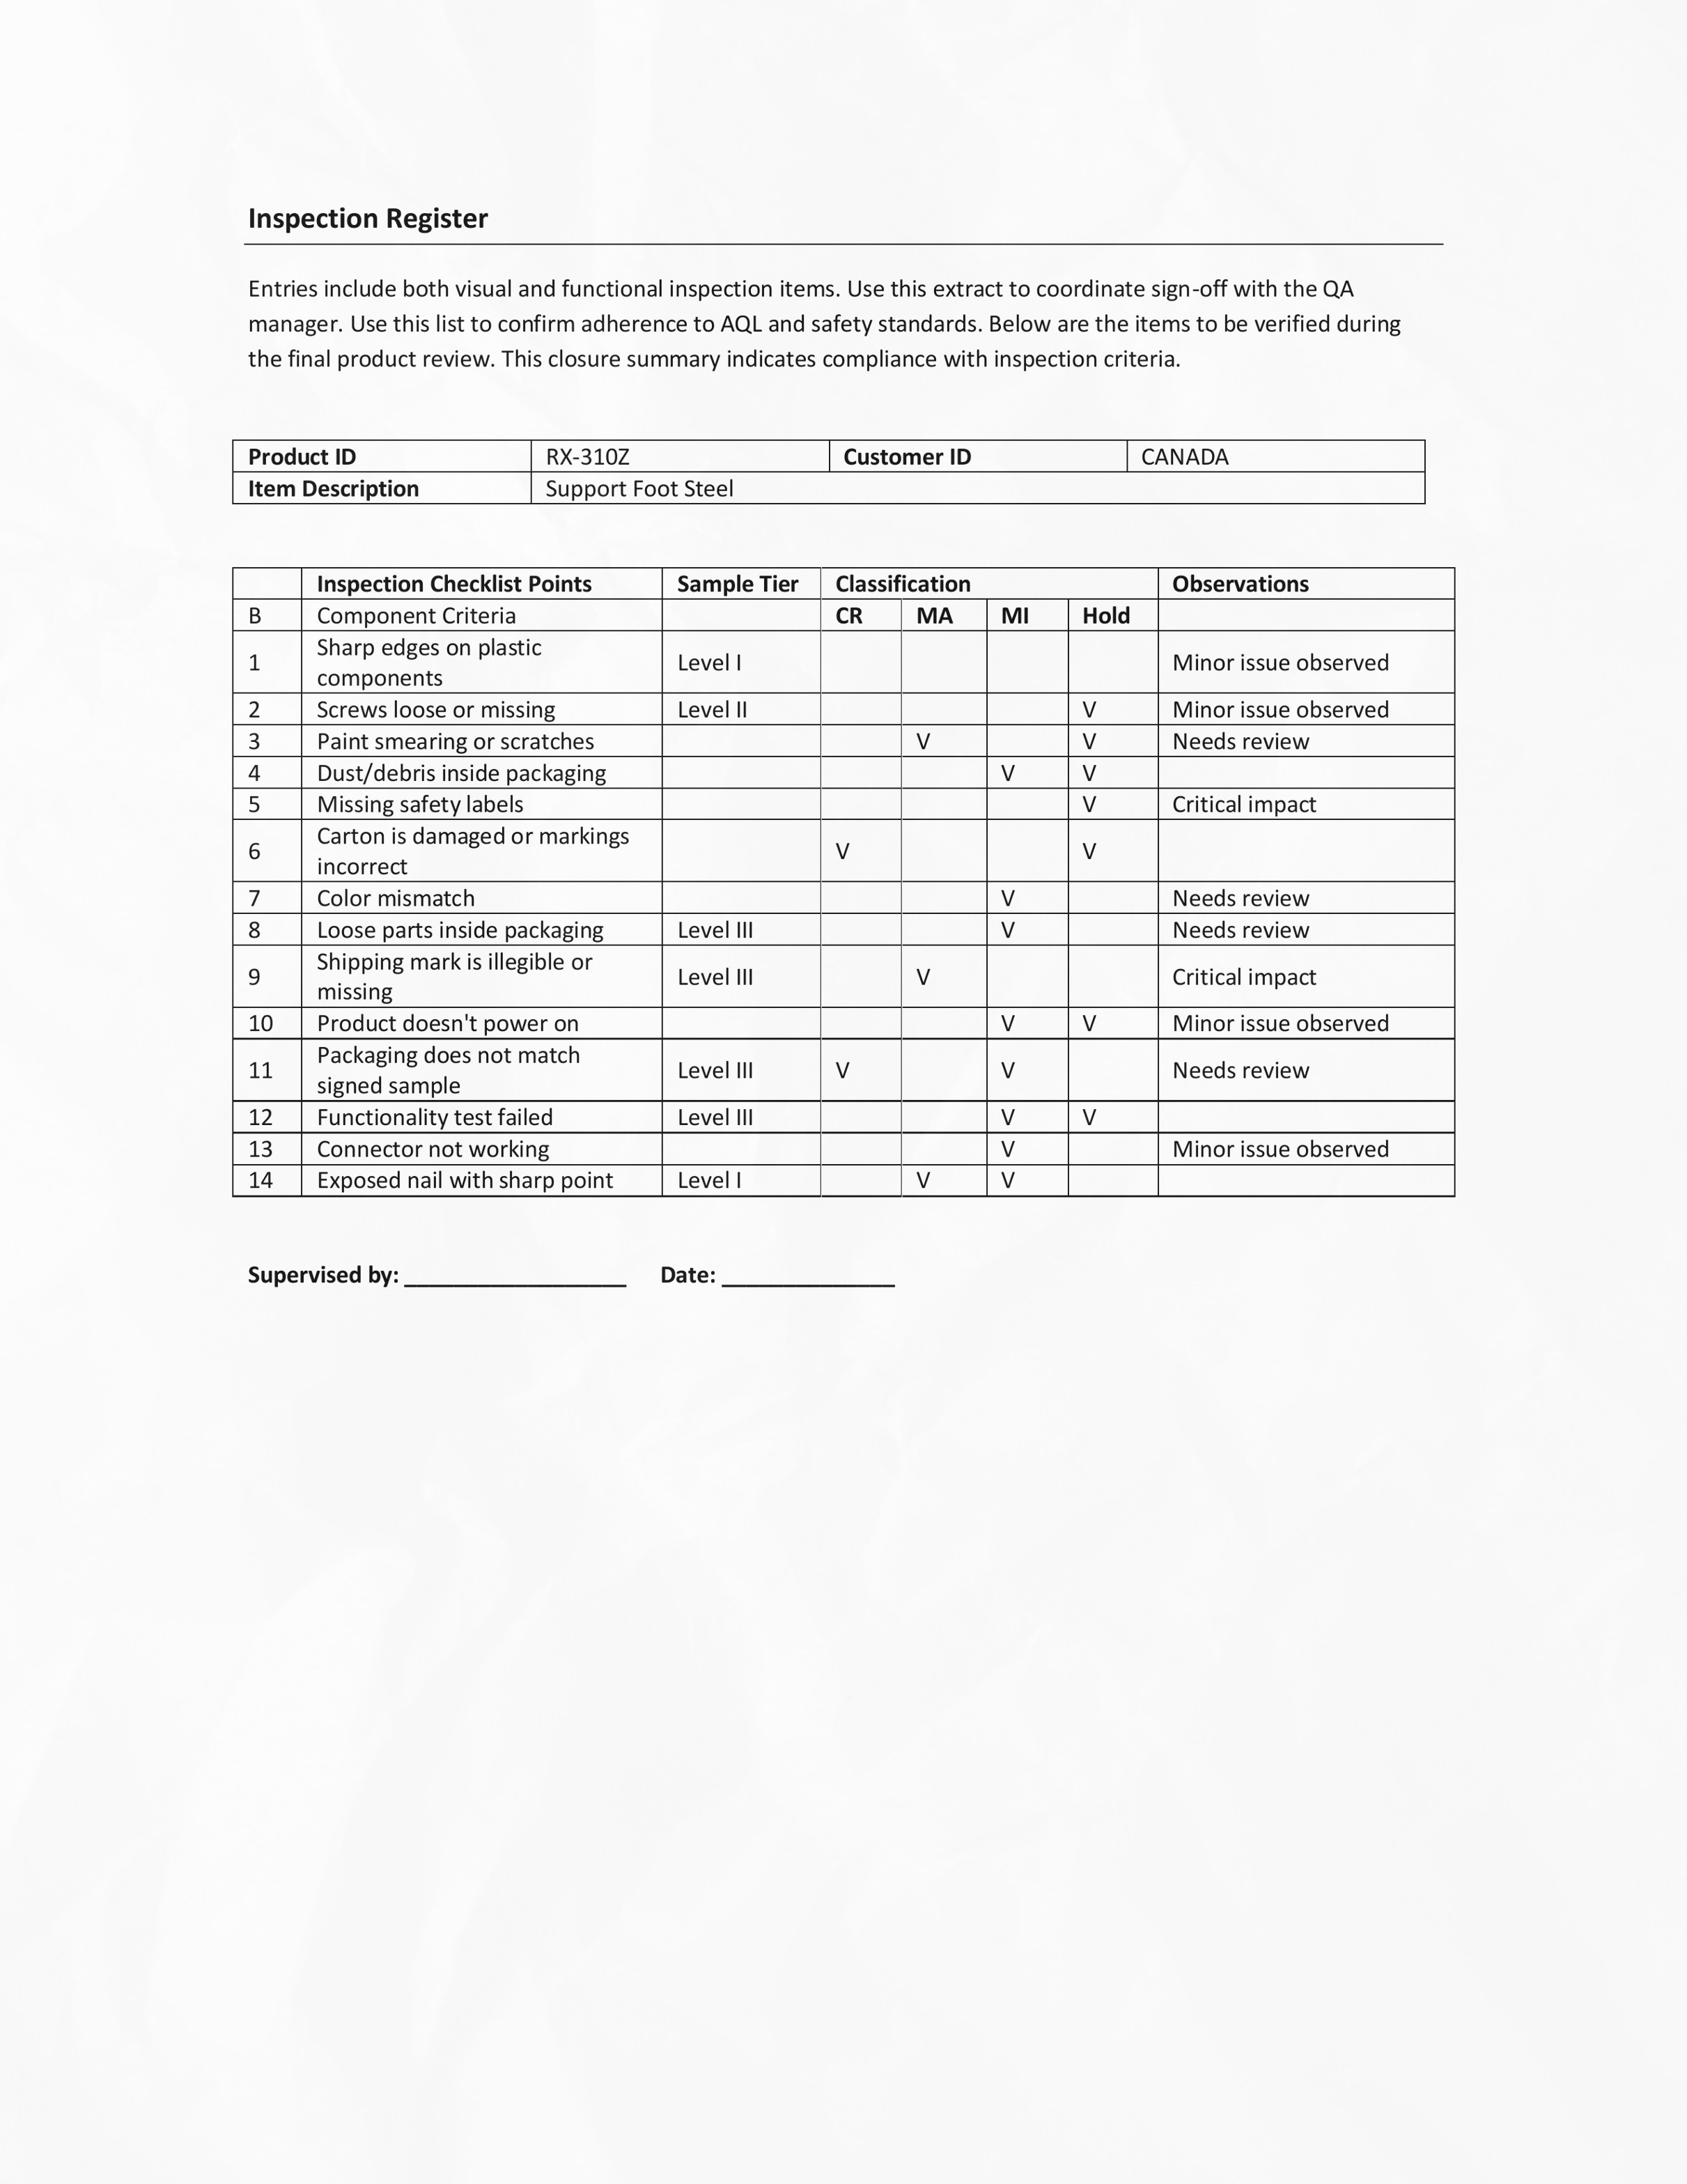 Inspection Register
Entries include both visual and functional inspection items. Use this extract to coordinate sign-off with the QA
manager. Use this list to confirm adherence to AQL and safety standards. Below are the items to be verified during
the final product review. This closure summary indicates compliance with inspection criteria.
Product ID RX-310Z Customer ID CANADA
Item Description Support Foot Steel
Inspection Checklist Points Sample Tier Classification Observations
B Component Criteria CR MA MI Hold
1 Sharp edges on plastic
components Level I Minor issue observed
2 Screws loose or missing Level II V Minor issue observed
3 Paint smearing or scratches V V Needs review
4 Dust/debris inside packaging V V
5 Missing safety labels V Critical impact
6 Carton is damaged or markings
incorrect V V
7 Color mismatch V Needs review
8 Loose parts inside packaging Level III V Needs review
9 Shipping mark is illegible or
missing Level III V Critical impact
10 Product doesn't power on V V Minor issue observed
11 Packaging does not match
signed sample Level III V V Needs review
12 Functionality test failed Level III V V
13 Connector not working V Minor issue observed
14 Exposed nail with sharp point Level I V V
Supervised by: __________________ Date: ______________